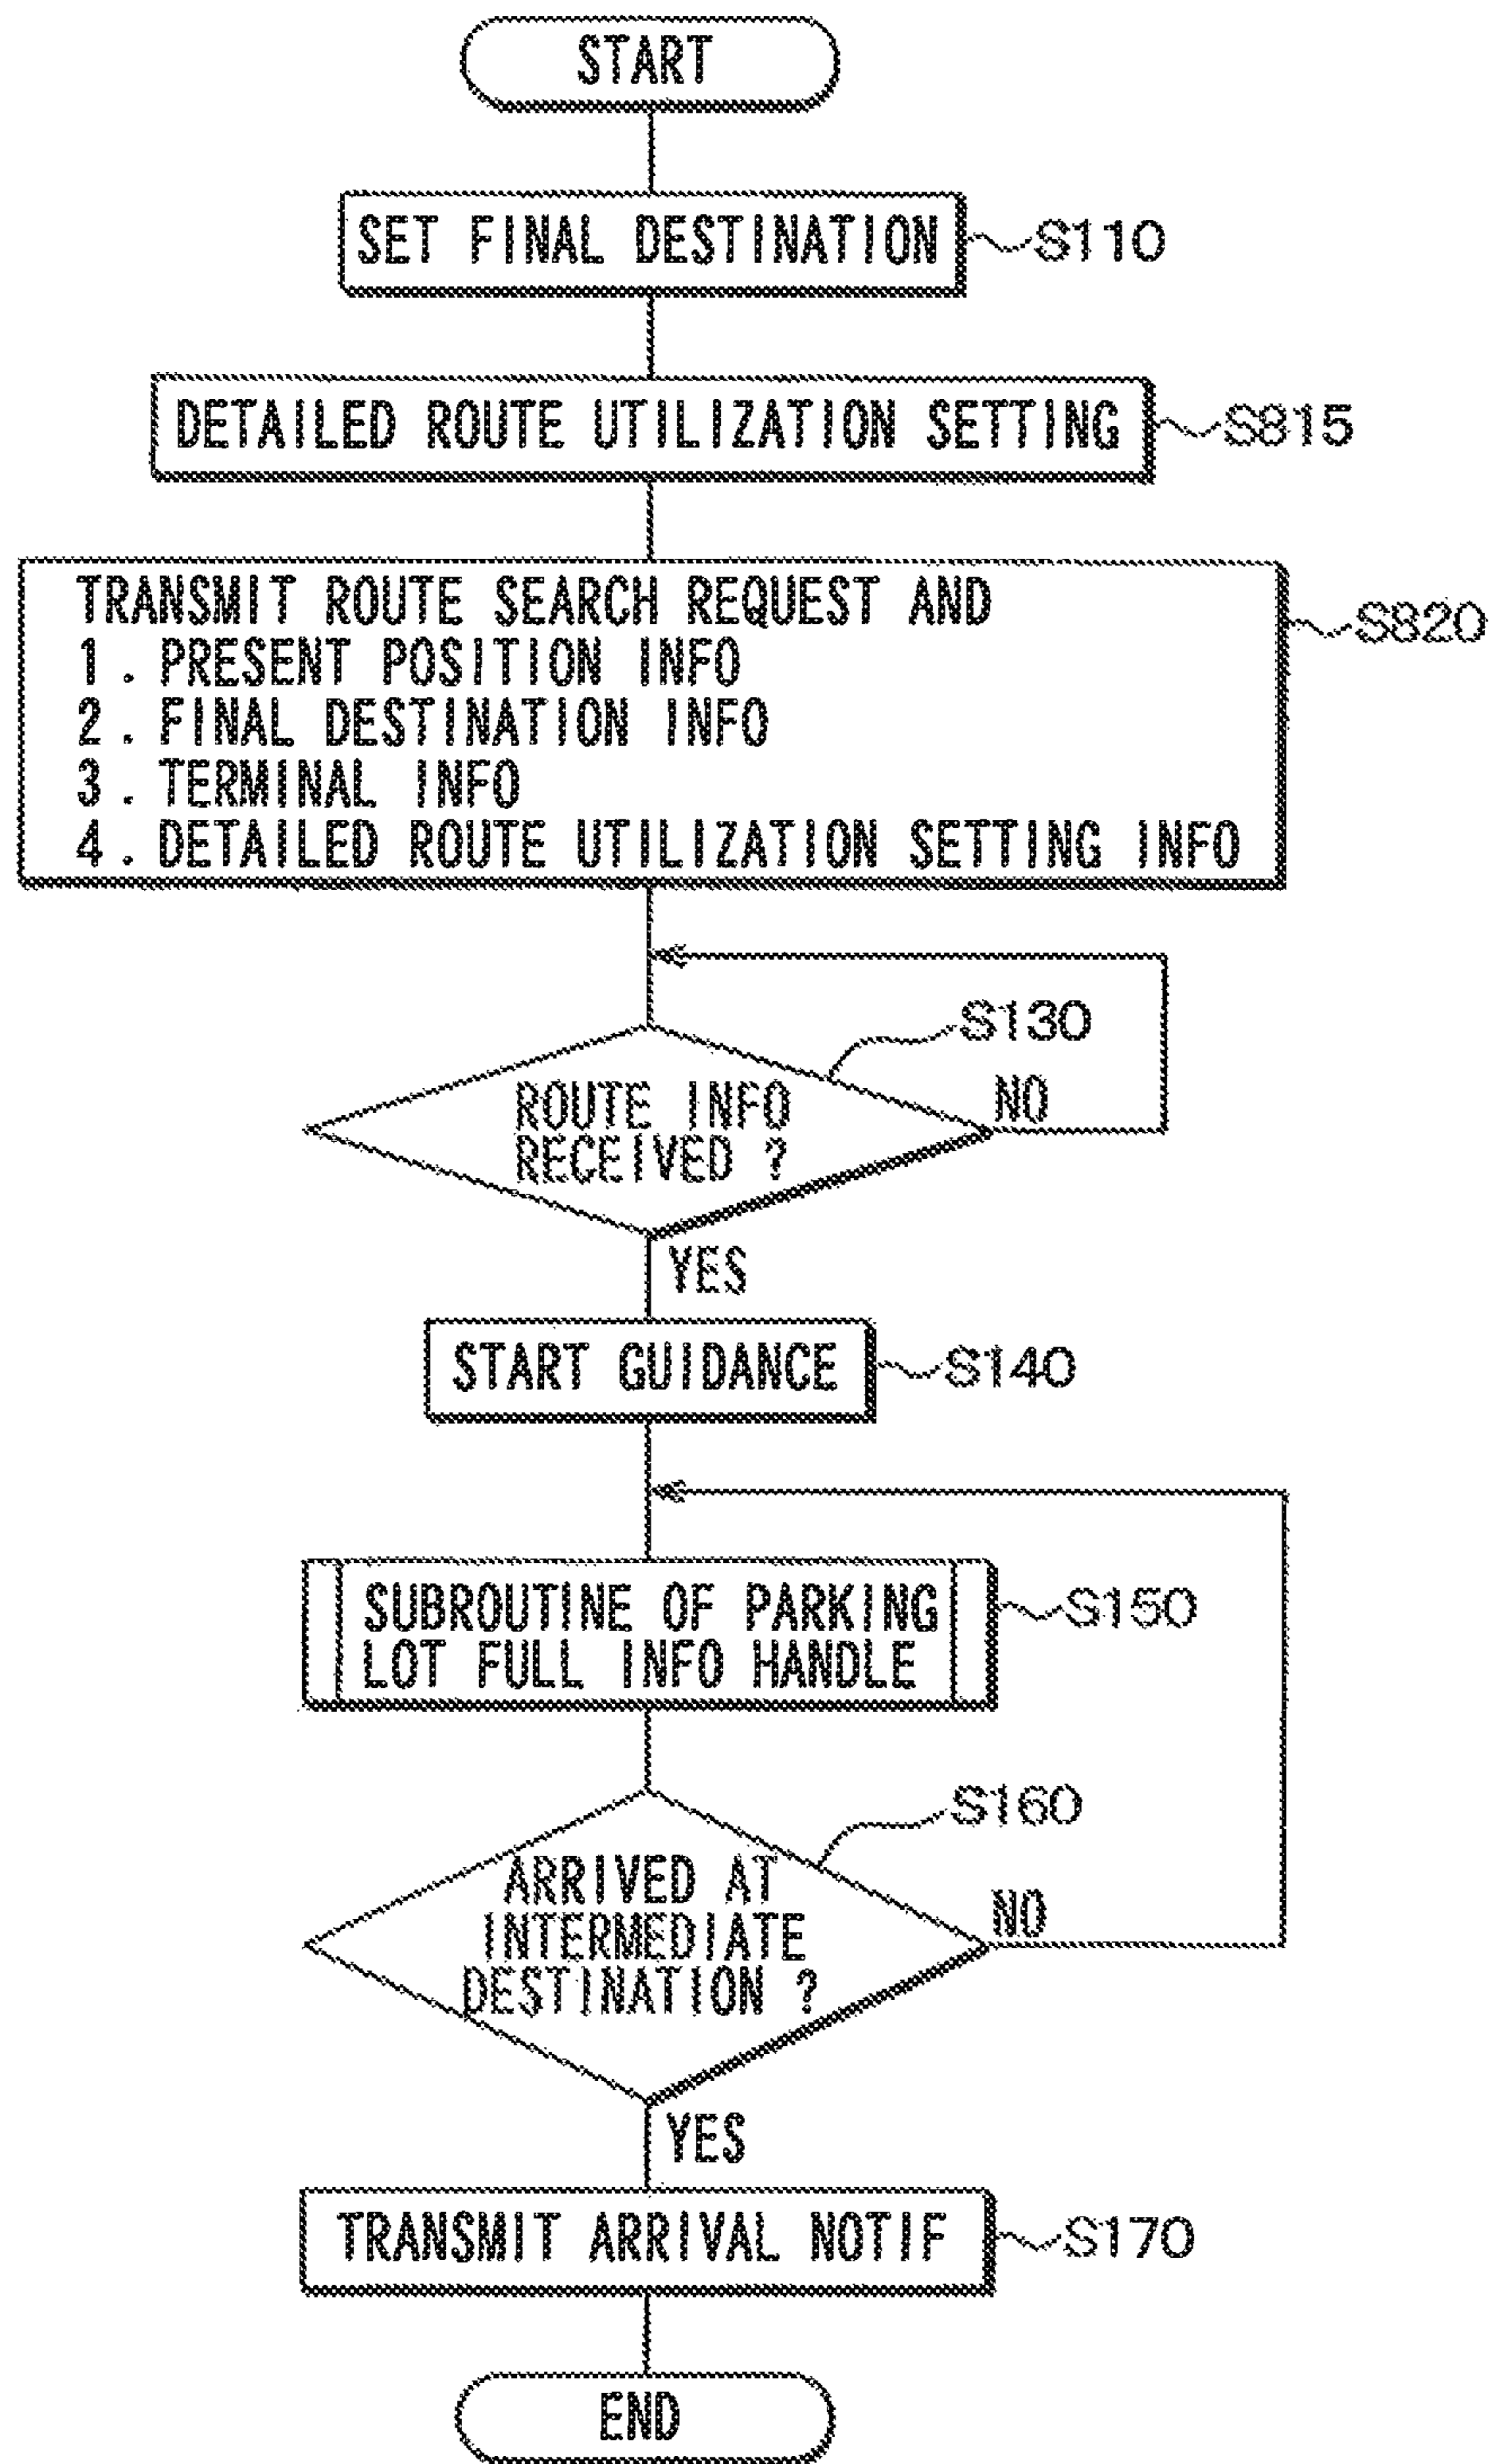 START
SET FINAL DESTINATION
S110
DETAILED ROUTE UTILIZATION SETTING
S815
TRANSMIT ROUTE SEARCH REQUEST AND
1. PRESENT POSITION INFO
2. FINAL DESTINATION INFO
3. TERMINAL INFO
4. DETAILED ROUTE UTILIZATION SETTING INFO
S820
S130
ROUTE INFO
RECEIVED ?
NO
YES
START GUIDANCE
S140
SUBROUTINE OF PARKING
LOT FULL INFO HANDLE
S150
S160
ARRIVED AT
INTERMEDIATE
DESTINATION ?
NO
YES
TRANSMIT ARRIVAL NOTIF
S170
END